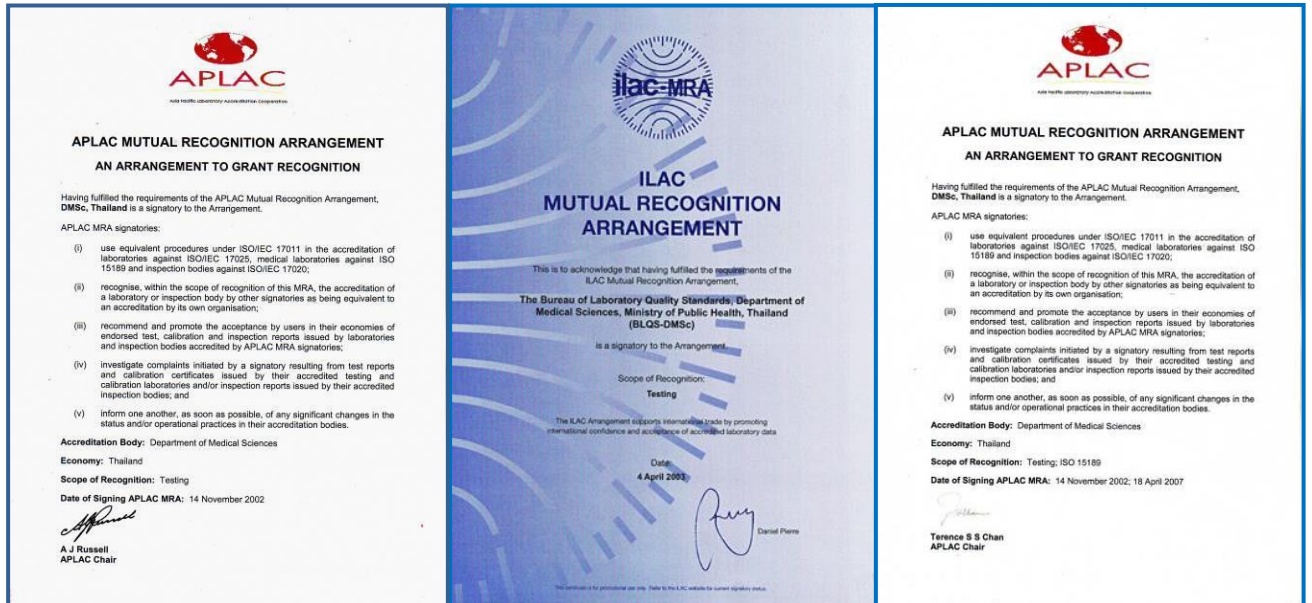 APLAC
Asia Pacific Laboratory Accreditation Cooperation
APLAC MUTUAL RECOGNITION ARRANGEMENT
AN ARRANGEMENT TO GRANT RECOGNITION
Having fulfilled the requirements of the APLAC Mutual Recognition Arrangement,
DMSc, Thailand is a signatory to the Arrangement.
APLAC MRA signatories:
(i) use equivalent procedures under ISO/IEC 17011 in the accreditation of
laboratories against ISO/IEC 17025, medical laboratories against ISO
15189 and inspection bodies against ISO/IEC 17020;
(ii) recognise, within the scope of recognition of this MRA, the accreditation of
a laboratory or inspection body by other signatories as being equivalent to
an accreditation by its own organisation;
(iii) recommend and promote the acceptance by users in their economies of
endorsed test, calibration and inspection reports issued by laboratories
and inspection bodies accredited by APLAC MRA signatories;
(iv) investigate complaints initiated by a signatory resulting from test reports
and calibration certificates issued by their accredited testing and
calibration laboratories and/or inspection reports issued by their accredited
inspection bodies; and
(v) inform one another, as soon as possible, of any significant changes in the
status and/or operational practices in their accreditation bodies.
Accreditation Body: Department of Medical Sciences
Economy: Thailand
Scope of Recognition: Testing
Date of Signing APLAC MRA: 14 November 2002
A J Russell
APLAC Chair
ilac-MRA
ILAC
MUTUAL RECOGNITION
ARRANGEMENT
This is to acknowledge that having fulfilled the requirements of the
ILAC Mutual Recognition Arrangement,
The Bureau of Laboratory Quality Standards, Department of
Medical Sciences, Ministry of Public Health, Thailand
(BLQS-DMSc)
is a signatory to the Arrangement.
Scope of Recognition:
Testing
The ILAC Arrangement supports international trade by promoting
international confidence and acceptance of accredited laboratory data
Date:
4 April 2003
Daniel Pierre
This certificate is for promotional use only. Refer to the ILAC website for current signatory status.
APLAC
Asia Pacific Laboratory Accreditation Cooperation
APLAC MUTUAL RECOGNITION ARRANGEMENT
AN ARRANGEMENT TO GRANT RECOGNITION
Having fulfilled the requirements of the APLAC Mutual Recognition Arrangement,
DMSc, Thailand is a signatory to the Arrangement.
APLAC MRA signatories:
(i) use equivalent procedures under ISO/IEC 17011 in the accreditation of
laboratories against ISO/IEC 17025, medical laboratories against ISO
15189 and inspection bodies against ISO/IEC 17020;
(ii) recognise, within the scope of recognition of this MRA, the accreditation of
a laboratory or inspection body by other signatories as being equivalent to
an accreditation by its own organisation;
(iii) recommend and promote the acceptance by users in their economies of
endorsed test, calibration and inspection reports issued by laboratories
and inspection bodies accredited by APLAC MRA signatories;
(iv) investigate complaints initiated by a signatory resulting from test reports
and calibration certificates issued by their accredited testing and
calibration laboratories and/or inspection reports issued by their accredited
inspection bodies; and
(v) inform one another, as soon as possible, of any significant changes in the
status and/or operational practices in their accreditation bodies.
Accreditation Body: Department of Medical Sciences
Economy: Thailand
Scope of Recognition: Testing; ISO 15189
Date of Signing APLAC MRA: 14 November 2002; 18 April 2007
Terence S S Chan
APLAC Chair